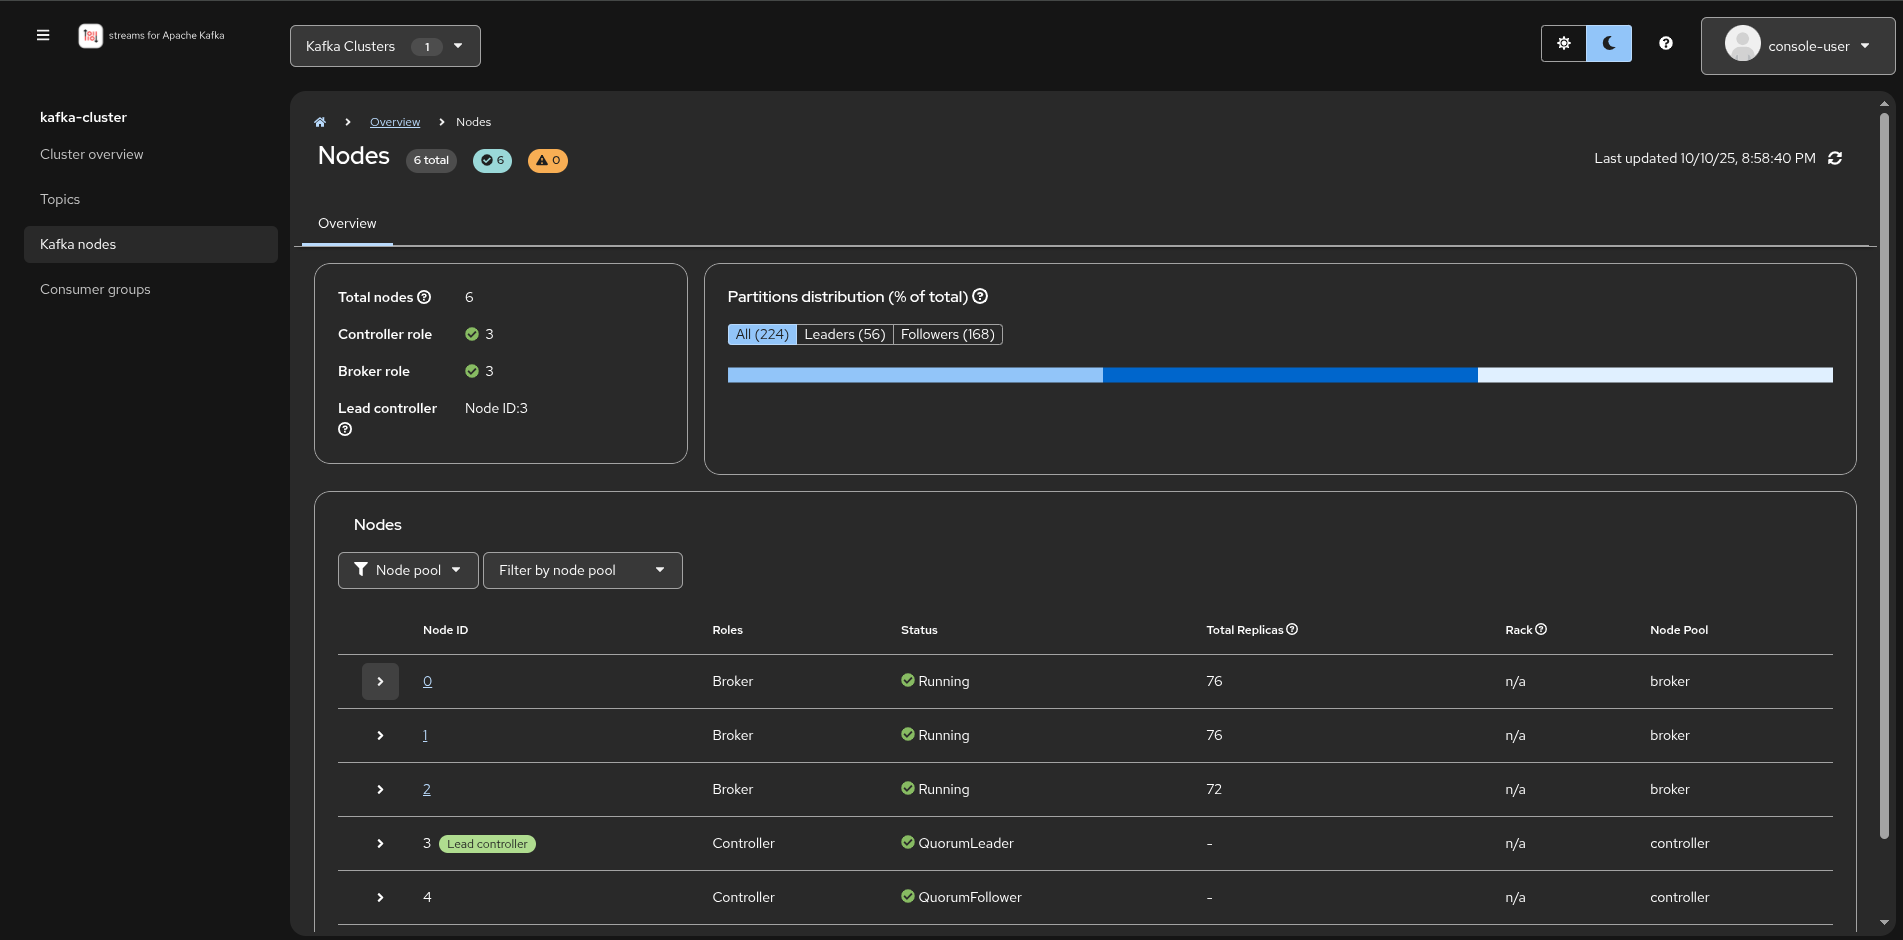 streams for Apache Kafka
Kafka Clusters 1
console-user
kafka-cluster
Cluster overview
Topics
Kafka nodes
Consumer groups
Overview Nodes
Nodes 6 total 6 0
Last updated 10/10/25, 8:58:40 PM
Overview
Total nodes 6
Controller role 3
Broker role 3
Lead controller Node ID:3
Partitions distribution (% of total)
All (224) Leaders (56) Followers (168)
Nodes
Node pool Filter by node pool
Node ID Roles Status Total Replicas Rack Node Pool
0 Broker Running 76 n/a broker
1 Broker Running 76 n/a broker
2 Broker Running 72 n/a broker
3 Lead controller Controller QuorumLeader - n/a controller
4 Controller QuorumFollower - n/a controller